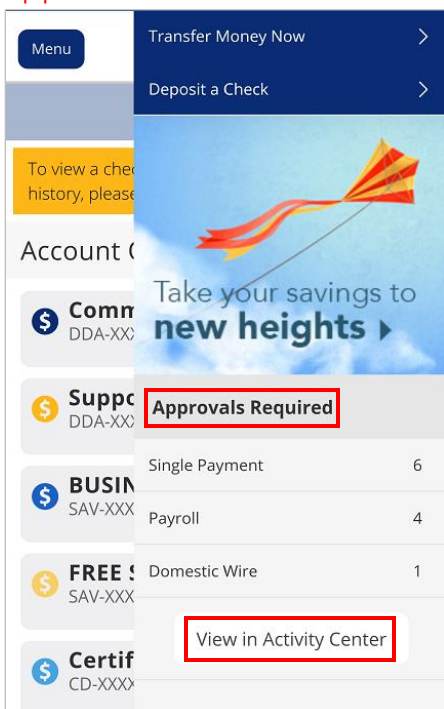 Menu
Transfer Money Now
Deposit a Check
To view a che
history, please
Account
Take your savings to
new heights
Approvals Required
Single Payment 6
Payroll 4
Domestic Wire 1
View in Activity Center
Comm
DDA-XXX
Suppo
DDA-XXX
BUSIN
SAV-XXX
FREE
SAV-XXX
Certif
CD-XXXX